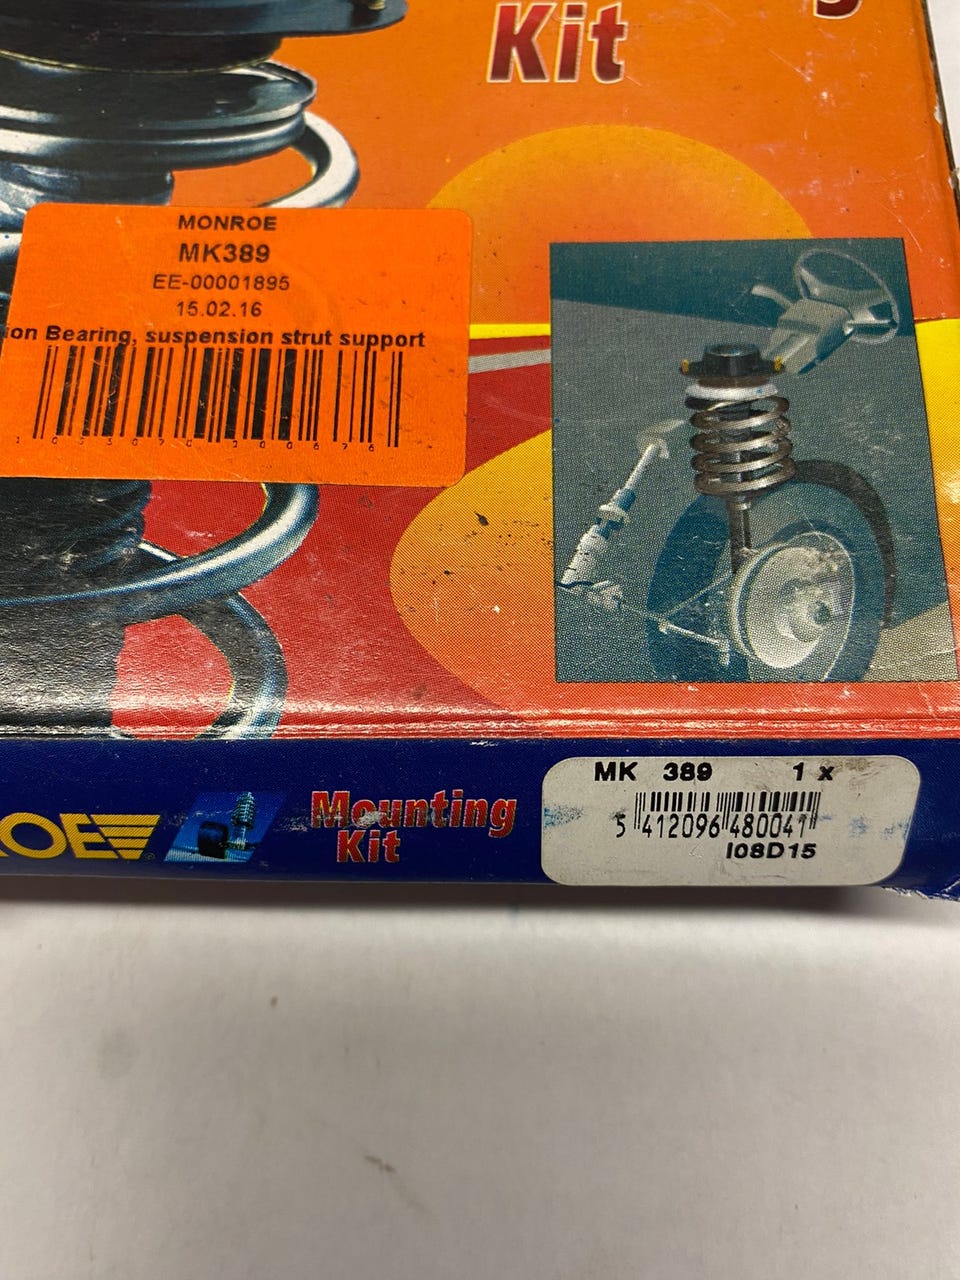 Kit
MONROE
MK389
EE-00001895
15.02.16
ion Bearing, suspension strut support
ROE
Mounting
Kit
MK 389 1 x
5 412096 480041
I08D15